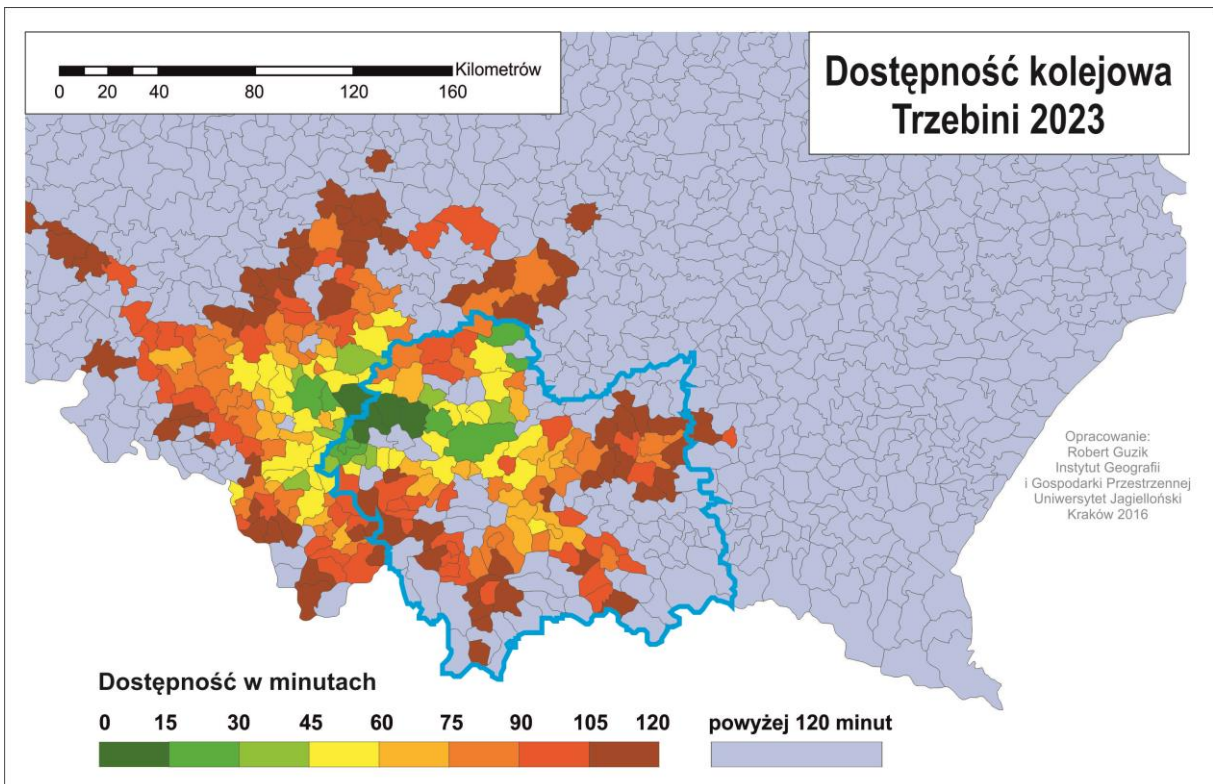 Kilometrów
0 20 40 80 120 160
Dostępność kolejowa
Trzebini 2023
Opracowanie:
Robert Guzik
Instytut Geografii
i Gospodarki Przestrzennej
Uniwersytet Jagielloński
Kraków 2016
Dostępność w minutach
0 15 30 45 60 75 90 105 120 powyżej 120 minut